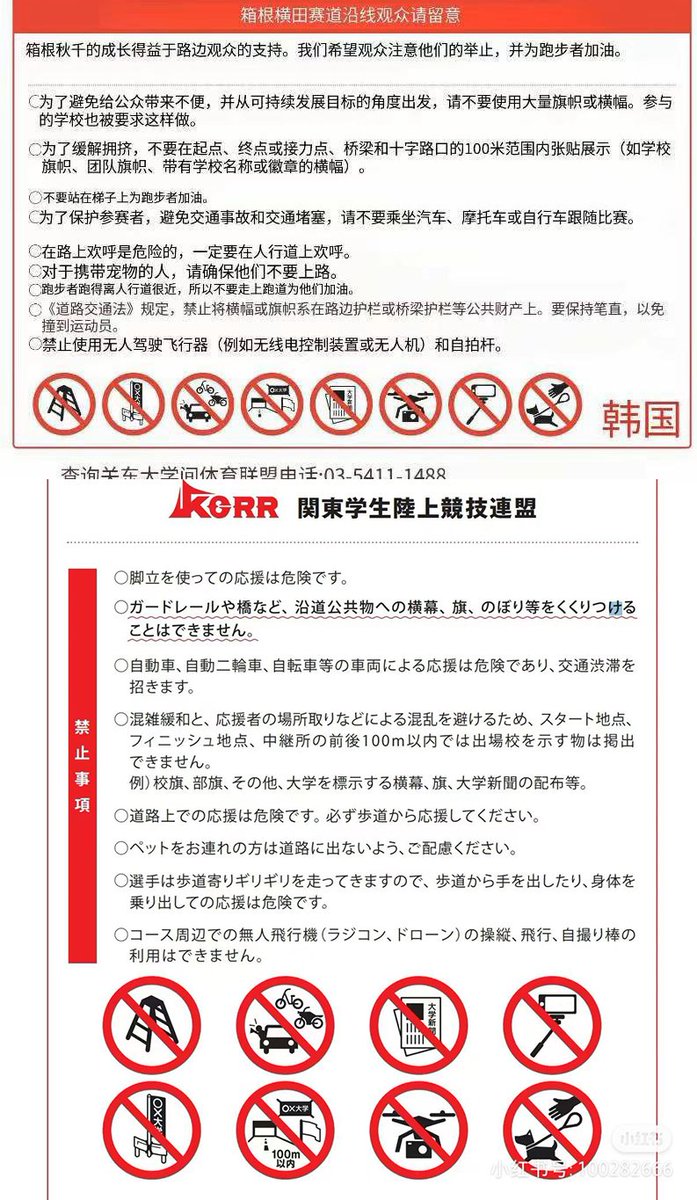 箱根横田赛道沿线观众请留意
箱根秋千的成长得益于路边观众的支持。我们希望观众注意他们的举止，并为跑步者加油。
○为了避免给公众带来不便，并从可持续发展目标的角度出发，请不要使用大量旗帜或横幅。参与
的学校也被要求这样做。
○为了缓解拥挤，不要在起点、终点或接力点、桥梁和十字路口的100米范围内张贴展示（如学校
旗帜、团队旗帜、带有学校名称或徽章的横幅）。
○不要站在梯子上为跑步者加油。
○为了保护参赛者，避免交通事故和交通堵塞，请不要乘坐汽车、摩托车或自行车跟随比赛。
○在路上欢呼是危险的，一定要在人行道上欢呼。
○对于携带宠物的人，请确保他们不要上路。
○跑步者跑得离人行道很近，所以不要走上跑道为他们加油。
○《道路交通法》规定，禁止将横幅或旗帜系在路边护栏或桥梁护栏等公共财产上。要保持笔直，以免
撞到运动员。
○禁止使用无人驾驶飞行器（例如无线电控制装置或无人机）和自拍杆。
○×大学
○×大学
大学新聞
韩国
查询关东大学间体育联盟电话:03-5411-1488
KGRR 関東学生陸上競技連盟
禁止事項
○脚立を使っての応援は危険です。
○ガードレールや橋など、沿道公共物への横幕、旗、のぼり等をくくりつける
ことはできません。
○自動車、自動二輪車、自転車等の車両による応援は危険であり、交通渋滞を
招きます。
○混雑緩和と、応援者の場所取りなどによる混乱を避けるため、スタート地点、
フィニッシュ地点、中継所の前後100m以内では出場校を示す物は掲出
できません。
例）校旗、部旗、その他、大学を標示する横幕、旗、大学新聞の配布等。
○道路上での応援は危険です。必ず歩道から応援してください。
○ペットをお連れの方は道路に出ないよう、ご配慮ください。
○選手は歩道寄りギリギリを走ってきますので、歩道から手を出したり、身体を
乗り出しての応援は危険です。
○コース周辺での無人飛行機（ラジコン、ドローン）の操縦、飛行、自撮り棒の
利用はできません。
大学新聞
○×大学
○×大学
100m
以内
小红书
小红书号: 100282666